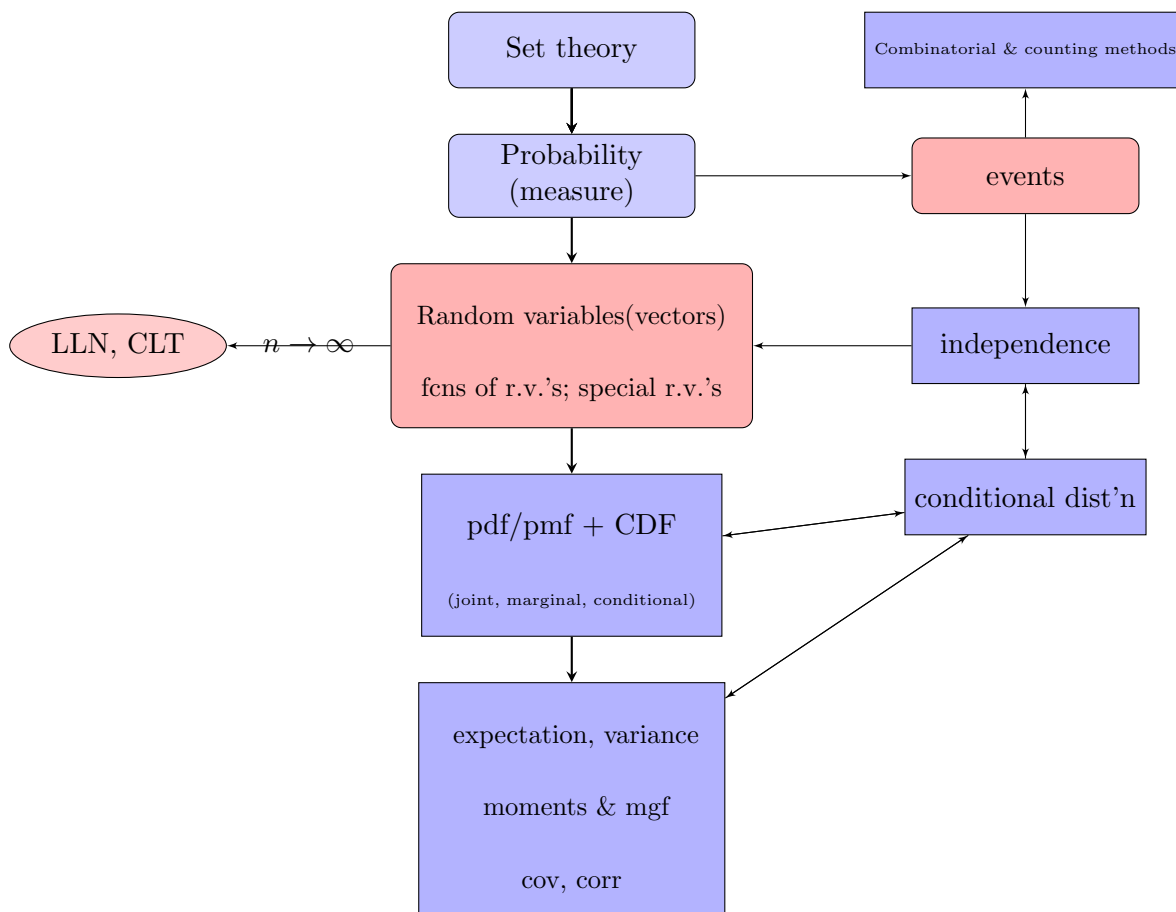 Set theory
Combinatorial & counting methods
Probability
(measure)
events
Random variables(vectors)
fcns of r.v.'s; special r.v.'s
LLN, CLT
n → ∞
independence
conditional dist'n
pdf/pmf + CDF
(joint, marginal, conditional)
expectation, variance
moments & mgf
cov, corr